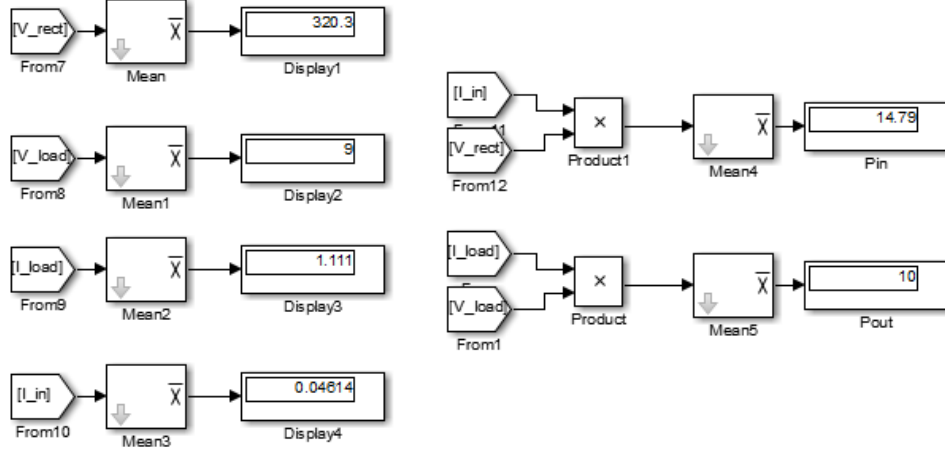 [V_rect]
X
320.3
From7
Mean
Display1
[V_load]
X
9
From8
Mean1
Display2
[I_load]
X
1.111
From9
Mean2
Display3
[I_in]
X
0.04614
From10
Mean3
Display4
[I_in]
[V_rect]
From12
×
Product1
X
Mean4
14.79
Pin
[I_load]
[V_load]
From1
×
Product
X
Mean5
10
Pout